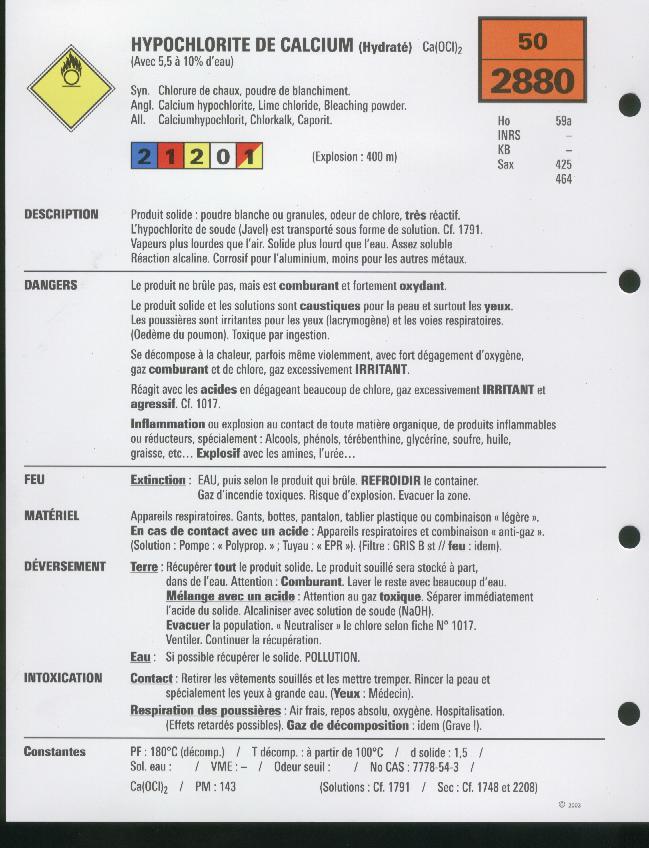 HYPOCHLORITE DE CALCIUM (Hydraté) Ca(OCl)₂
(Avec 5,5 à 10% d'eau)
50
2880
Syn. Chlorure de chaux, poudre de blanchiment.
Angl. Calcium hypochlorite, Lime chloride, Bleaching powder.
All. Calciumhypochlorit, Chlorkalk, Caporit.
Ho 59a
INRS –
KB –
Sax 425
464
2 1 2 0 1 (Explosion : 400 m)
DESCRIPTION Produit solide : poudre blanche ou granules, odeur de chlore, très réactif.
L'hypochlorite de soude (Javel) est transporté sous forme de solution. Cf. 1791.
Vapeurs plus lourdes que l'air. Solide plus lourd que l'eau. Assez soluble
Réaction alcaline. Corrosif pour l'aluminium, moins pour les autres métaux.
DANGERS Le produit ne brûle pas, mais est comburant et fortement oxydant.
Le produit solide et les solutions sont caustiques pour la peau et surtout les yeux.
Les poussières sont irritantes pour les yeux (lacrymogène) et les voies respiratoires.
(Oedème du poumon). Toxique par ingestion.
Se décompose à la chaleur, parfois même violemment, avec fort dégagement d'oxygène,
gaz comburant et de chlore, gaz excessivement IRRITANT.
Réagit avec les acides en dégageant beaucoup de chlore, gaz excessivement IRRITANT et
agressif. Cf. 1017.
Inflammation ou explosion au contact de toute matière organique, de produits inflammables
ou réducteurs, spécialement : Alcools, phénols, térébenthine, glycérine, soufre, huile,
graisse, etc... Explosif avec les amines, l'urée...
FEU Extinction : EAU, puis selon le produit qui brûle. REFROIDIR le container.
Gaz d'incendie toxiques. Risque d'explosion. Evacuer la zone.
MATÉRIEL Appareils respiratoires. Gants, bottes, pantalon, tablier plastique ou combinaison « légère ».
En cas de contact avec un acide : Appareils respiratoires et combinaison « anti-gaz ».
(Solution : Pompe : « Polyprop. » ; Tuyau : « EPR »). (Filtre : GRIS B st // feu : idem).
DÉVERSEMENT Terre : Récupérer tout le produit solide. Le produit souillé sera stocké à part,
dans de l'eau. Attention : Comburant. Laver le reste avec beaucoup d'eau.
Mélange avec un acide : Attention au gaz toxique. Séparer immédiatement
l'acide du solide. Alcaliniser avec solution de soude (NaOH).
Evacuer la population. « Neutraliser » le chlore selon fiche N° 1017.
Ventiler. Continuer la récupération.
Eau : Si possible récupérer le solide. POLLUTION.
INTOXICATION Contact : Retirer les vêtements souillés et les mettre tremper. Rincer la peau et
spécialement les yeux à grande eau. (Yeux : Médecin).
Respiration des poussières : Air frais, repos absolu, oxygène. Hospitalisation.
(Effets retardés possibles). Gaz de décomposition : idem (Grave !).
Constantes PF : 180°C (décomp.) / T décomp. : à partir de 100°C / d solide : 1,5 /
Sol. eau : / VME : – / Odeur seuil : / No CAS : 7778-54-3 /
Ca(OCl)₂ / PM : 143 (Solutions : Cf. 1791 / Sec : Cf. 1748 et 2208)
© 2003